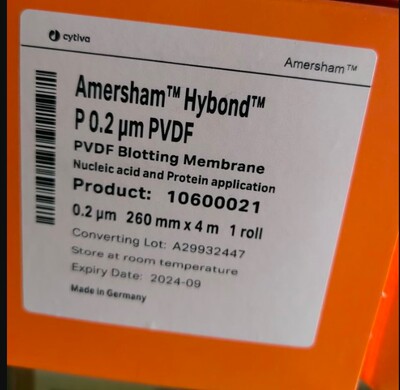 cytiva
Amersham™
Amersham™ Hybond™
P 0.2 µm PVDF
PVDF Blotting Membrane
Nucleic acid and Protein application
Product: 10600021
0.2 µm 260 mm x 4 m 1 roll
Converting Lot: A29932447
Store at room temperature
Expiry Date: 2024-09
Made in Germany